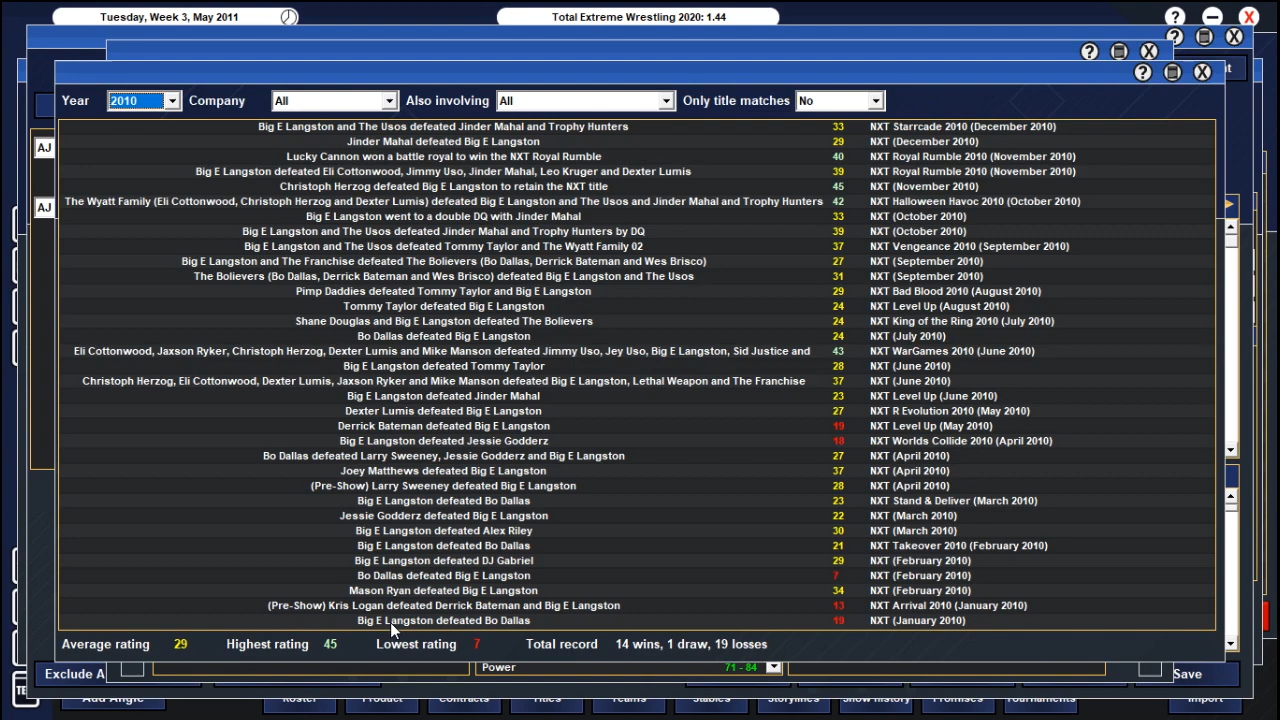 Tuesday, Week 3, May 2011
Total Extreme Wrestling 2020: 1.44
Year 2010 Company All Also involving All Only title matches No
Big E Langston and The Usos defeated Jinder Mahal and Trophy Hunters 33 NXT Starrcade 2010 (December 2010)
Jinder Mahal defeated Big E Langston 29 NXT (December 2010)
Lucky Cannon won a battle royal to win the NXT Royal Rumble 40 NXT Royal Rumble 2010 (November 2010)
AJ
Big E Langston defeated Eli Cottonwood, Jimmy Uso, Jinder Mahal, Leo Kruger and Dexter Lumis 39 NXT Royal Rumble 2010 (November 2010)
Christoph Herzog defeated Big E Langston to retain the NXT title 45 NXT (November 2010)
The Wyatt Family (Eli Cottonwood, Christoph Herzog and Dexter Lumis) defeated Big E Langston and The Usos and Jinder Mahal and Trophy Hunters 42 NXT Halloween Havoc 2010 (October 2010)
AJ
Big E Langston went to a double DQ with Jinder Mahal 33 NXT (October 2010)
Big E Langston and The Usos defeated Jinder Mahal and Trophy Hunters by DQ 39 NXT (October 2010)
Big E Langston and The Usos defeated Tommy Taylor and The Wyatt Family 02 37 NXT Vengeance 2010 (September 2010)
Big E Langston and The Franchise defeated The Bolievers (Bo Dallas, Derrick Bateman and Wes Brisco) 27 NXT (September 2010)
The Bolievers (Bo Dallas, Derrick Bateman and Wes Brisco) defeated Big E Langston and The Usos 31 NXT (September 2010)
Pimp Daddies defeated Tommy Taylor and Big E Langston 29 NXT Bad Blood 2010 (August 2010)
Tommy Taylor defeated Big E Langston 24 NXT Level Up (August 2010)
Shane Douglas and Big E Langston defeated The Bolievers 24 NXT King of the Ring 2010 (July 2010)
Bo Dallas defeated Big E Langston 24 NXT (July 2010)
Eli Cottonwood, Jaxson Ryker, Christoph Herzog, Dexter Lumis and Mike Manson defeated Jimmy Uso, Jey Uso, Big E Langston, Sid Justice and 43 NXT WarGames 2010 (June 2010)
Big E Langston defeated Tommy Taylor 28 NXT (June 2010)
Christoph Herzog, Eli Cottonwood, Dexter Lumis, Jaxson Ryker and Mike Manson defeated Big E Langston, Lethal Weapon and The Franchise 37 NXT (June 2010)
Big E Langston defeated Jinder Mahal 23 NXT Level Up (June 2010)
Dexter Lumis defeated Big E Langston 27 NXT R Evolution 2010 (May 2010)
Derrick Bateman defeated Big E Langston 19 NXT Level Up (May 2010)
Big E Langston defeated Jessie Godderz 18 NXT Worlds Collide 2010 (April 2010)
Bo Dallas defeated Larry Sweeney, Jessie Godderz and Big E Langston 27 NXT (April 2010)
Joey Matthews defeated Big E Langston 37 NXT (April 2010)
(Pre-Show) Larry Sweeney defeated Big E Langston 28 NXT (April 2010)
Big E Langston defeated Bo Dallas 23 NXT Stand & Deliver (March 2010)
Jessie Godderz defeated Big E Langston 22 NXT (March 2010)
Big E Langston defeated Alex Riley 30 NXT (March 2010)
Big E Langston defeated Bo Dallas 21 NXT Takeover 2010 (February 2010)
Big E Langston defeated DJ Gabriel 29 NXT (February 2010)
Bo Dallas defeated Big E Langston 7 NXT (February 2010)
Mason Ryan defeated Big E Langston 34 NXT (February 2010)
(Pre-Show) Kris Logan defeated Derrick Bateman and Big E Langston 13 NXT Arrival 2010 (January 2010)
Big E Langston defeated Bo Dallas 19 NXT (January 2010)
Average rating 29 Highest rating 45 Lowest rating 7 Total record 14 wins, 1 draw, 19 losses
Exclude A Power 71 - 84 Save
Add Angle Roster Product Contracts Titles Teams Stables Storylines Show History Promises Tournaments Import